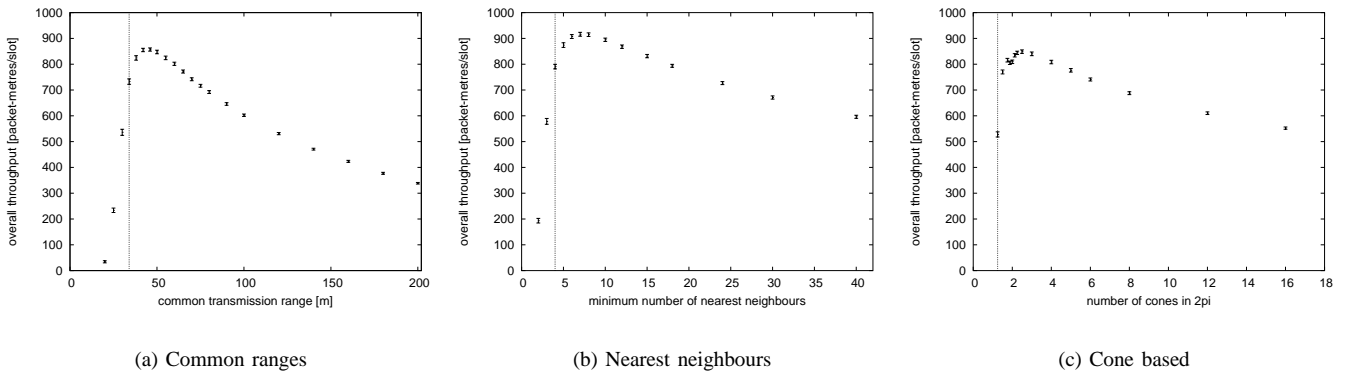 overall throughput [packet-metres/slot]
1000
900
800
700
600
500
400
300
200
100
0
0 50 100 150 200
common transmission range [m]
(a) Common ranges
overall throughput [packet-metres/slot]
1000
900
800
700
600
500
400
300
200
100
0
0 5 10 15 20 25 30 35 40
minimum number of nearest neighbours
(b) Nearest neighbours
overall throughput [packet-metres/slot]
1000
900
800
700
600
500
400
300
200
100
0
0 2 4 6 8 10 12 14 16 18
number of cones in 2pi
(c) Cone based